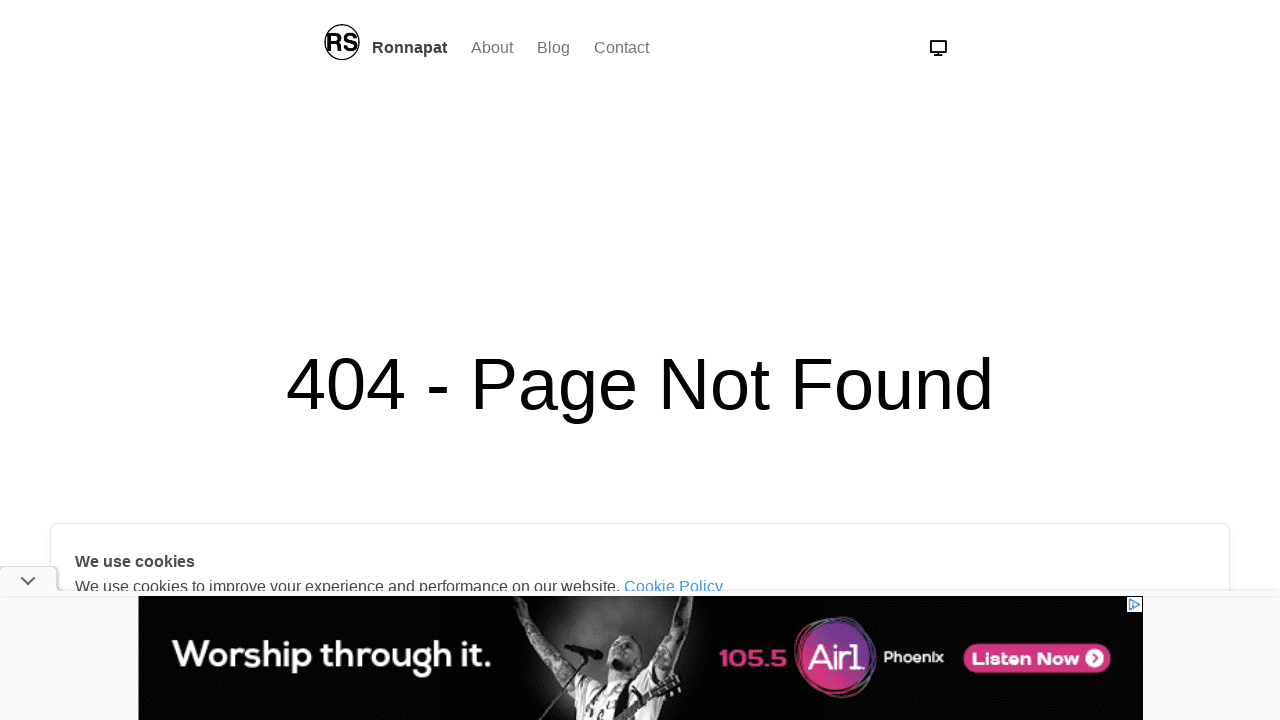 RS Ronnapat About Blog Contact
404 - Page Not Found
We use cookies
We use cookies to improve your experience and performance on our website. Cookie Policy
Worship through it. 105.5 Air1 Phoenix Listen Now